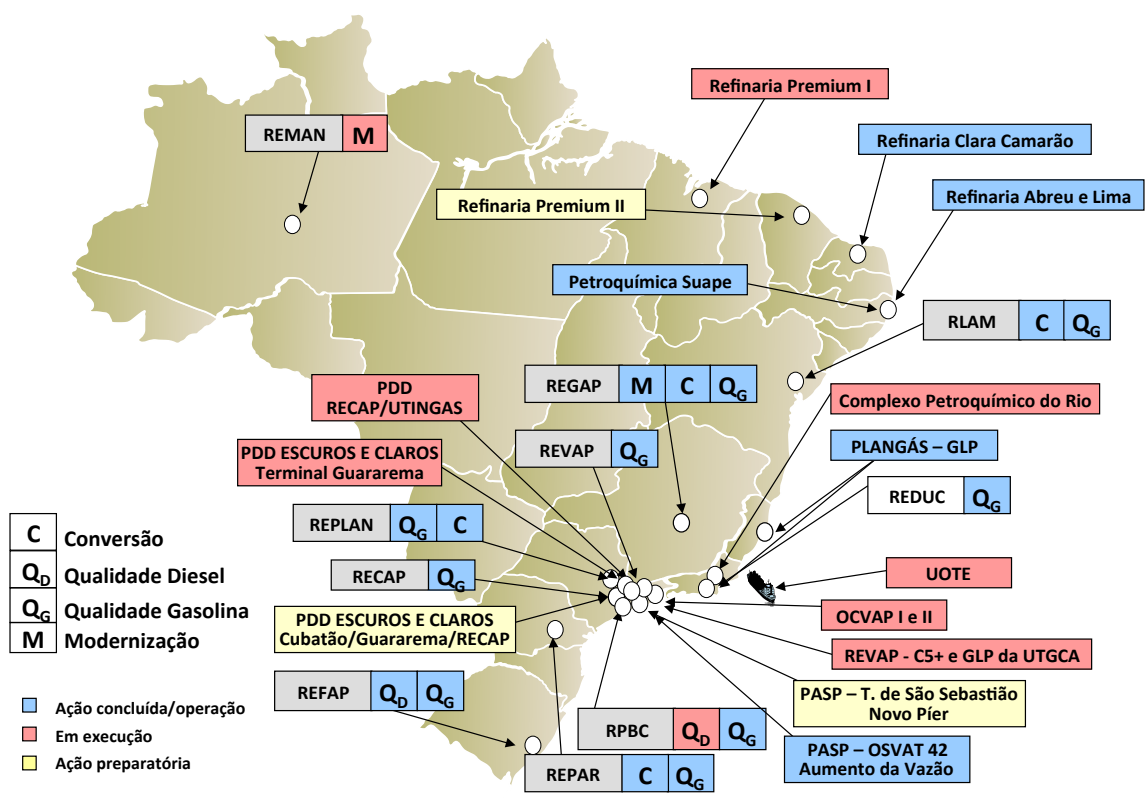 Refinaria Premium I
REMAN M
Refinaria Clara Camarão
Refinaria Premium II
Refinaria Abreu e Lima
Petroquímica Suape
RLAM C QG
REGAP M C QG
PDD
RECAP/UTINGAS
Complexo Petroquímico do Rio
REVAP QG
PDD ESCUROS E CLAROS
Terminal Guararema
PLANGÁS – GLP
REDUC QG
REPLAN QG C
RECAP QG
UOTE
OCVAP I e II
PDD ESCUROS E CLAROS
Cubatão/Guararema/RECAP
REVAP - C5+ e GLP da UTGCA
REFAP QD QG
PASP – T. de São Sebastião
Novo Píer
RPBC QD QG
PASP – OSVAT 42
Aumento da Vazão
REPAR C QG
C Conversão
QD Qualidade Diesel
QG Qualidade Gasolina
M Modernização
Ação concluída/operação
Em execução
Ação preparatória